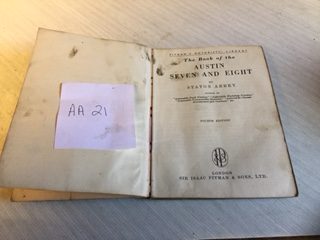 AA 21
PITMAN'S MOTORISTS' LIBRARY
The Book of the
AUSTIN
SEVEN AND EIGHT
BY
STATON ABBEY
FOURTH EDITION
LONDON
SIR ISAAC PITMAN & SONS, LTD.